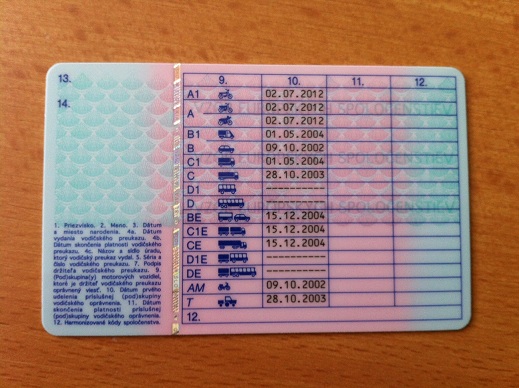 13.
14.
1. Priezvisko. 2. Meno. 3. Dátum
a miesto narodenia. 4a. Dátum
vydania vodičského preukazu. 4b.
Dátum skončenia platnosti vodičského
preukazu. 4c. Názov a sídlo úradu,
ktorý vodičský preukaz vydal. 5. Séria a
číslo vodičského preukazu. 7. Podpis
držiteľa vodičského preukazu. 9.
(Pod)skupina(y) motorových vozidiel,
ktoré je držiteľ vodičského preukazu
oprávnený viesť. 10. Dátum prvého
udelenia príslušnej (pod)skupiny
vodičského oprávnenia. 11. Dátum
skončenia platnosti príslušnej
(pod)skupiny vodičského oprávnenia.
12. Harmonizované kódy spoločenstva.
9. 10. 11. 12.
A1 02.07.2012
02.07.2012
A
02.07.2012
B1 01.05.2004
B 09.10.2002
C1 01.05.2004
C 28.10.2003
D1 ----------
D ----------
BE 15.12.2004
C1E 15.12.2004
CE 15.12.2004
D1E ----------
DE ----------
AM 09.10.2002
T 28.10.2003
12.